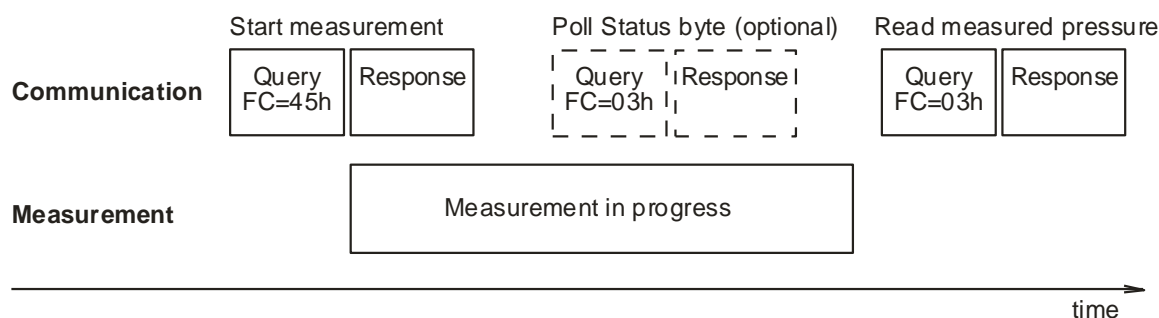 Start measurement
Poll Status byte (optional)
Read measured pressure
Communication
Query
FC=45h
Response
Query
FC=03h
Response
Query
FC=03h
Response
Measurement
Measurement in progress
time